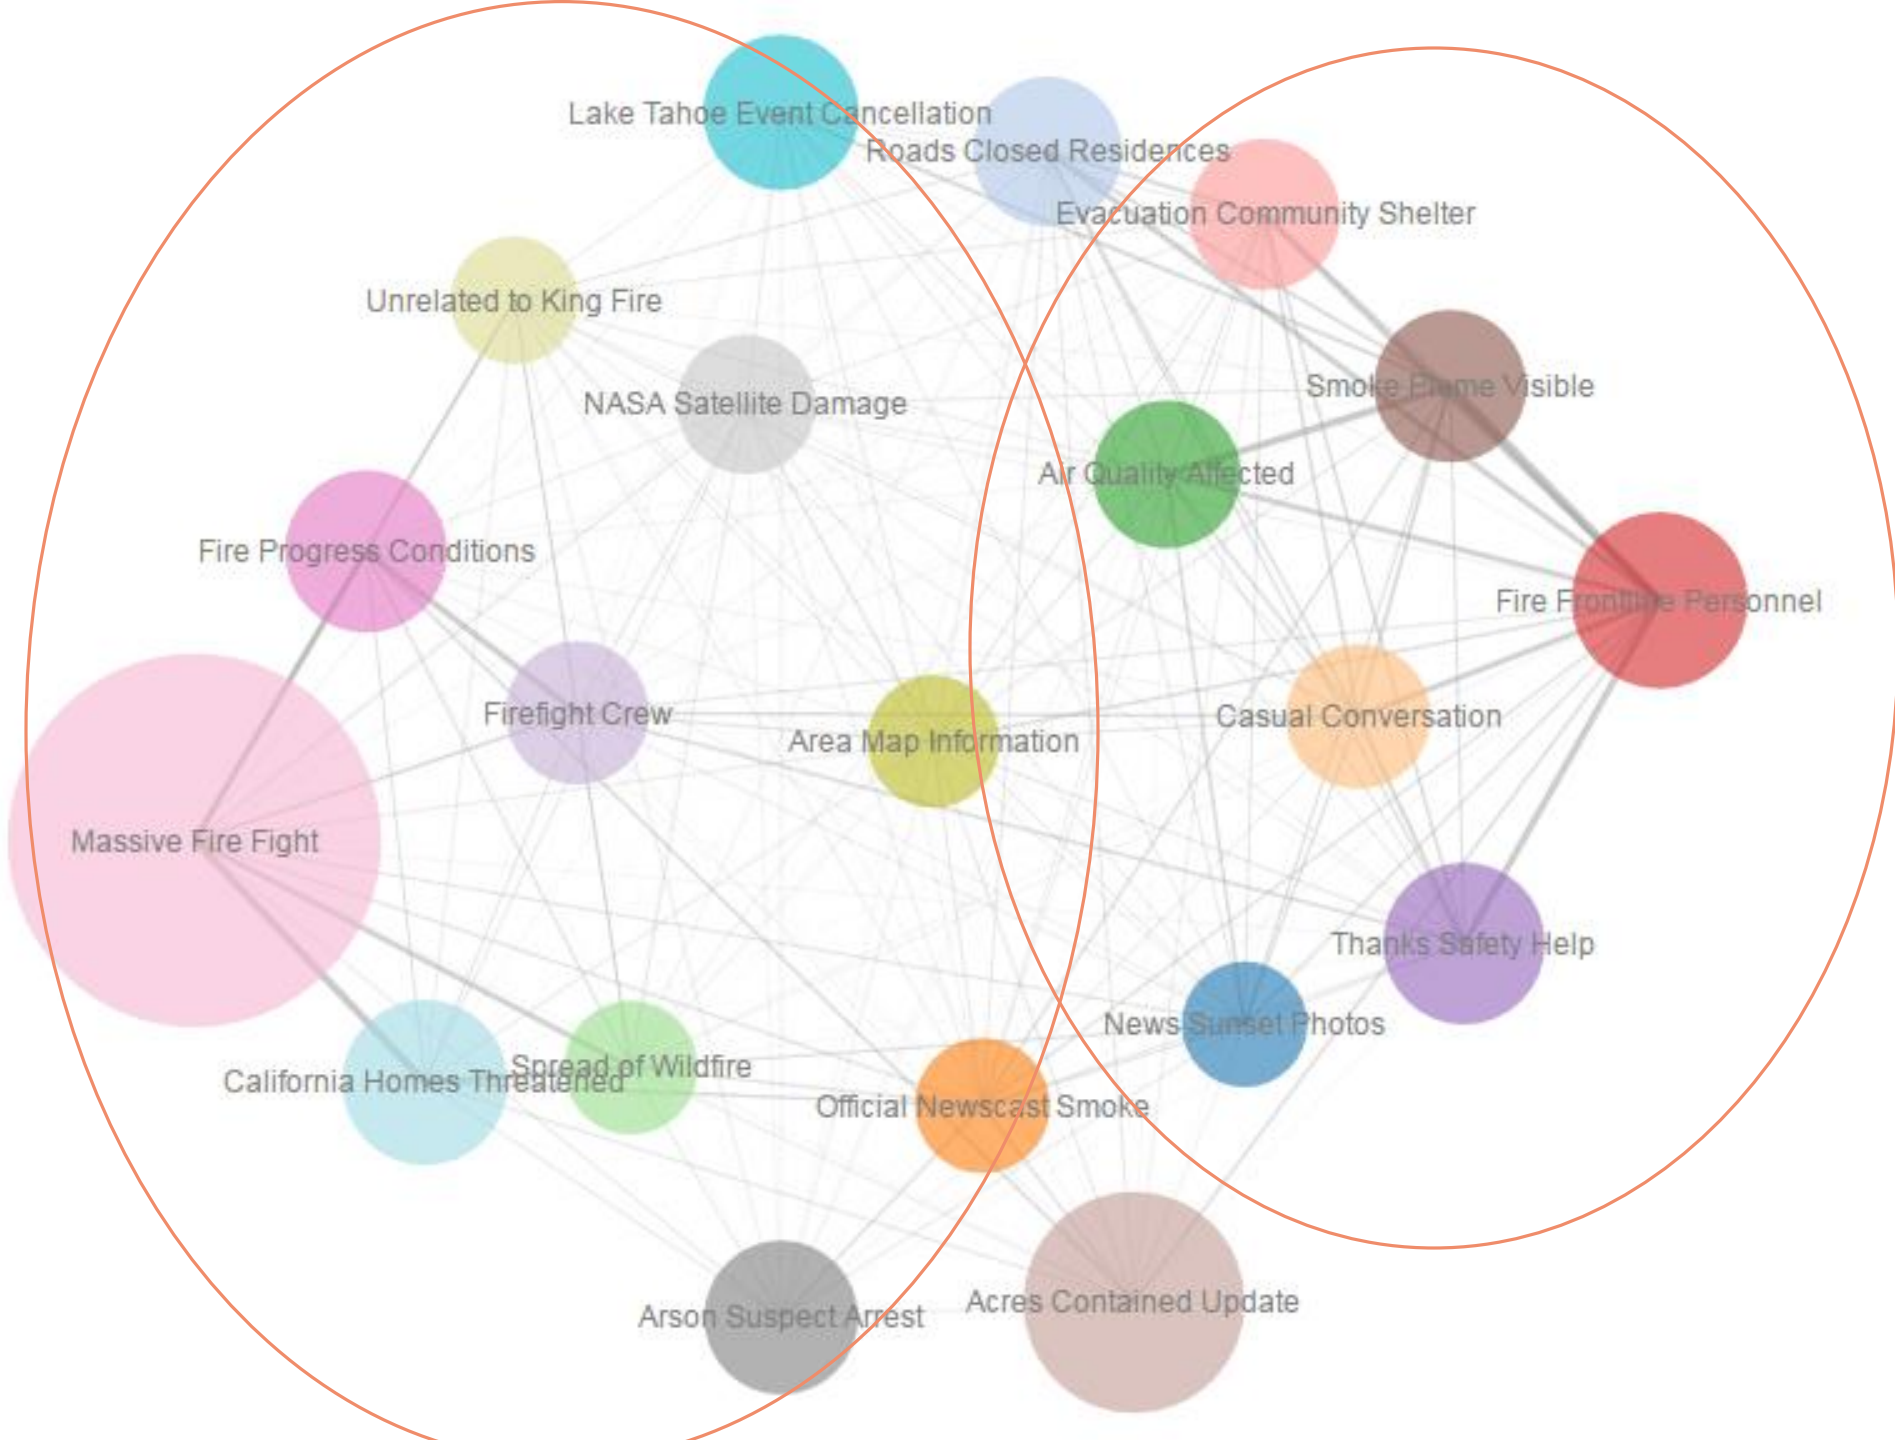 Lake Tahoe Event Cancellation
Roads Closed Residences
Evacuation Community Shelter
Unrelated to King Fire
Smoke Plume Visible
NASA Satellite Damage
Air Quality Affected
Fire Progress Conditions
Fire Frontline Personnel
Firefight Crew
Casual Conversation
Area Map Information
Massive Fire Fight
Thanks Safety Help
News Sunset Photos
Spread of Wildfire
California Homes Threatened
Official Newscast Smoke
Acres Contained Update
Arson Suspect Arrest